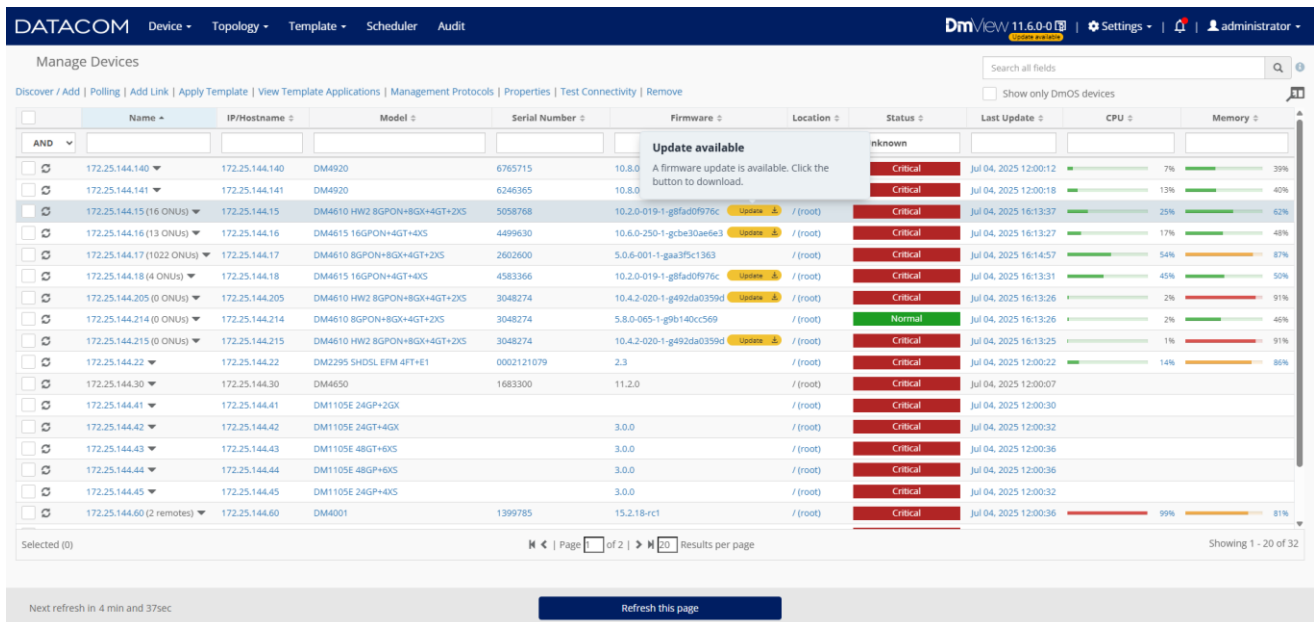 DATACOM Device Topology Template Scheduler Audit DmView 11.6.0-0 | Settings | | administrator
Update available
Manage Devices
Search all fields
Discover / Add | Polling | Add Link | Apply Template | View Template Applications | Management Protocols | Properties | Test Connectivity | Remove
Show only DmOS devices
Name IP/Hostname Model Serial Number Firmware Location Status Last Update CPU Memory
AND nknown
Update available
A firmware update is available. Click the
button to download.
172.25.144.140 172.25.144.140 DM4920 6765715 10.8.0 Critical Jul 04, 2025 12:00:12 7% 39%
172.25.144.141 172.25.144.141 DM4920 6246365 10.8.0 Critical Jul 04, 2025 12:00:18 13% 40%
172.25.144.15 (16 ONUs) 172.25.144.15 DM4610 HW2 8GPON+8GX+4GT+2XS 5058768 10.2.0-019-1-g8fad0f976c Update / (root) Critical Jul 04, 2025 16:13:37 25% 62%
172.25.144.16 (13 ONUs) 172.25.144.16 DM4615 16GPON+4GT+4XS 4499630 10.6.0-250-1-gcbe30ae6e3 Update / (root) Critical Jul 04, 2025 16:13:27 17% 48%
172.25.144.17 (1022 ONUs) 172.25.144.17 DM4610 8GPON+8GX+4GT+2XS 2602600 5.0.6-001-1-gaa3f5c1363 / (root) Critical Jul 04, 2025 16:14:57 54% 87%
172.25.144.18 (4 ONUs) 172.25.144.18 DM4615 16GPON+4GT+4XS 4583366 10.2.0-019-1-g8fad0f976c Update / (root) Critical Jul 04, 2025 16:13:31 45% 50%
172.25.144.205 (0 ONUs) 172.25.144.205 DM4610 HW2 8GPON+8GX+4GT+2XS 3048274 10.4.2-020-1-g492da0359d Update / (root) Critical Jul 04, 2025 16:13:26 2% 91%
172.25.144.214 (0 ONUs) 172.25.144.214 DM4610 8GPON+8GX+4GT+2XS 3048274 5.8.0-065-1-g9b140cc569 / (root) Normal Jul 04, 2025 16:13:26 2% 46%
172.25.144.215 (0 ONUs) 172.25.144.215 DM4610 HW2 8GPON+8GX+4GT+2XS 3048274 10.4.2-020-1-g492da0359d Update / (root) Critical Jul 04, 2025 16:13:25 1% 91%
172.25.144.22 172.25.144.22 DM2295 SHDSL EFM 4FT+E1 0002121079 2.3 / (root) Critical Jul 04, 2025 12:00:22 14% 86%
172.25.144.30 172.25.144.30 DM4650 1683300 11.2.0 / (root) Critical Jul 04, 2025 12:00:07
172.25.144.41 172.25.144.41 DM1105E 24GP+2GX / (root) Critical Jul 04, 2025 12:00:30
172.25.144.42 172.25.144.42 DM1105E 24GT+4GX 3.0.0 / (root) Critical Jul 04, 2025 12:00:32
172.25.144.43 172.25.144.43 DM1105E 48GT+6XS 3.0.0 / (root) Critical Jul 04, 2025 12:00:36
172.25.144.44 172.25.144.44 DM1105E 48GP+6XS 3.0.0 / (root) Critical Jul 04, 2025 12:00:36
172.25.144.45 172.25.144.45 DM1105E 24GP+4XS 3.0.0 / (root) Critical Jul 04, 2025 12:00:32
172.25.144.60 (2 remotes) 172.25.144.60 DM4001 1399785 15.2.18-rc1 / (root) Critical Jul 04, 2025 12:00:36 99% 81%
Selected (0) | Page 1 of 2 | 20 Results per page Showing 1 - 20 of 32
Next refresh in 4 min and 37sec Refresh this page